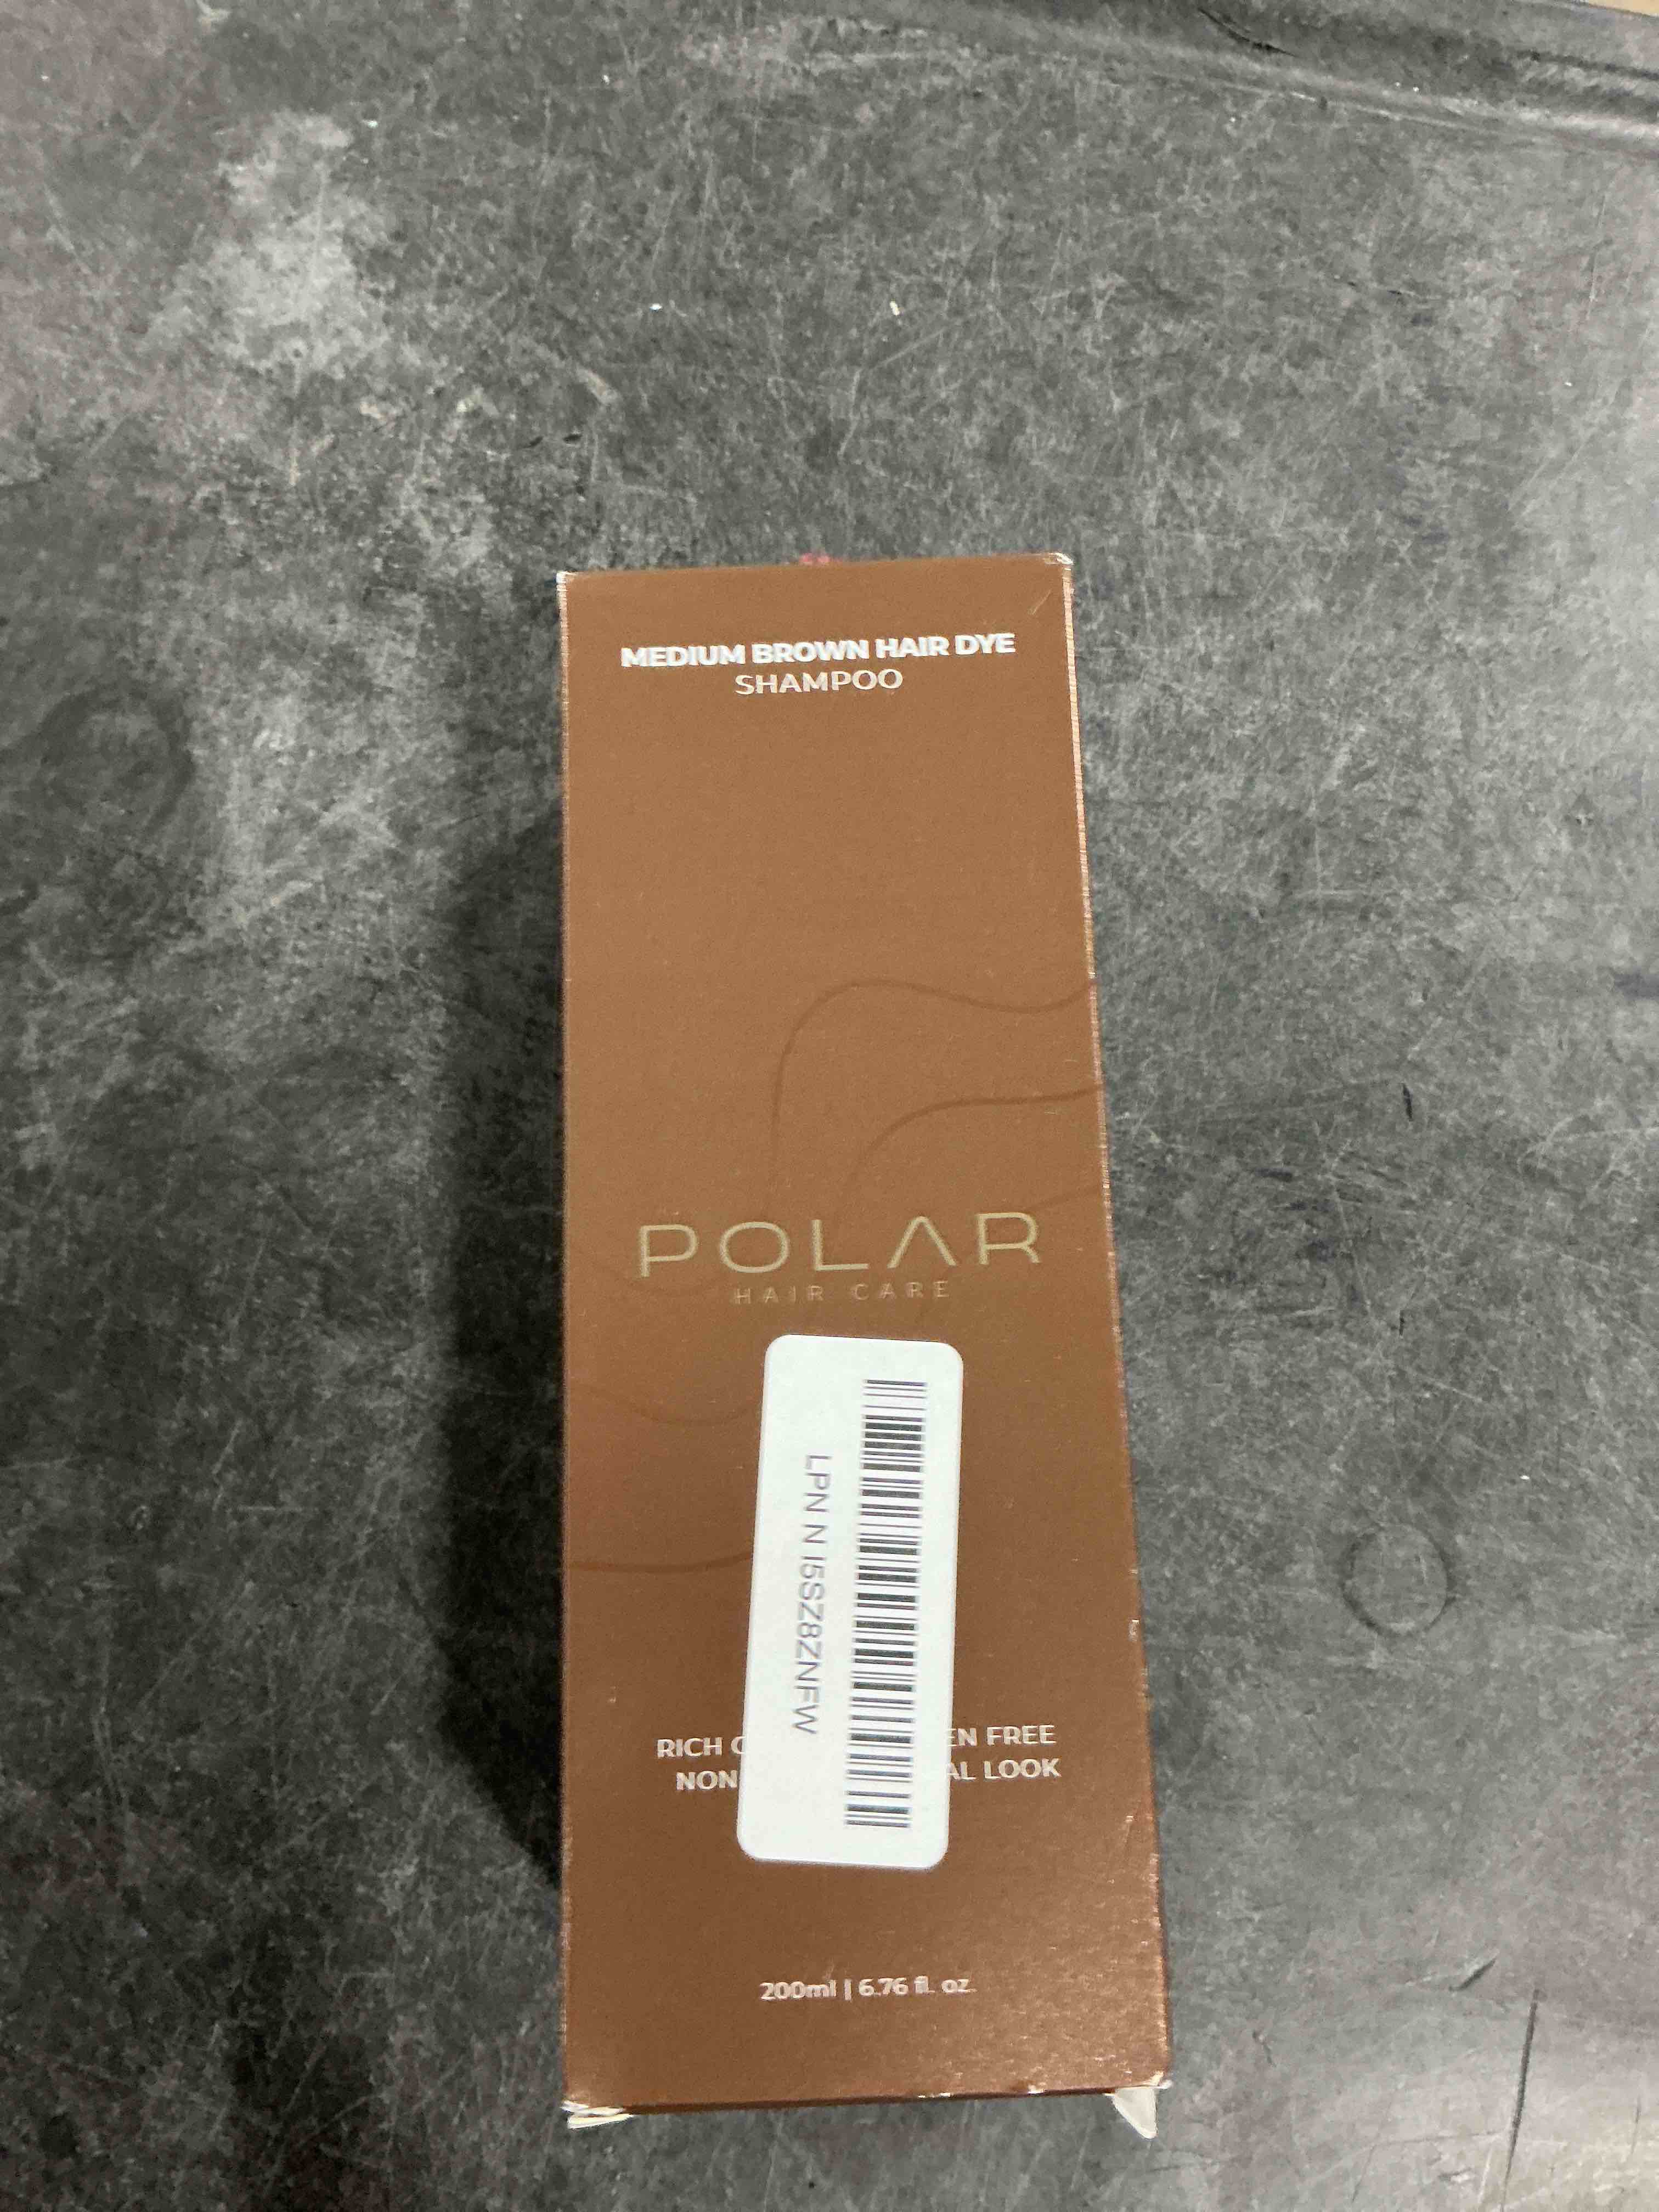 MEDIUM BROWN HAIR DYE
SHAMPOO
POLAR
HAIR CARE
LPN N I5SZ8ZNFW
RICH EN FREE
NON AL LOOK
200ml | 6.76 fl. oz.